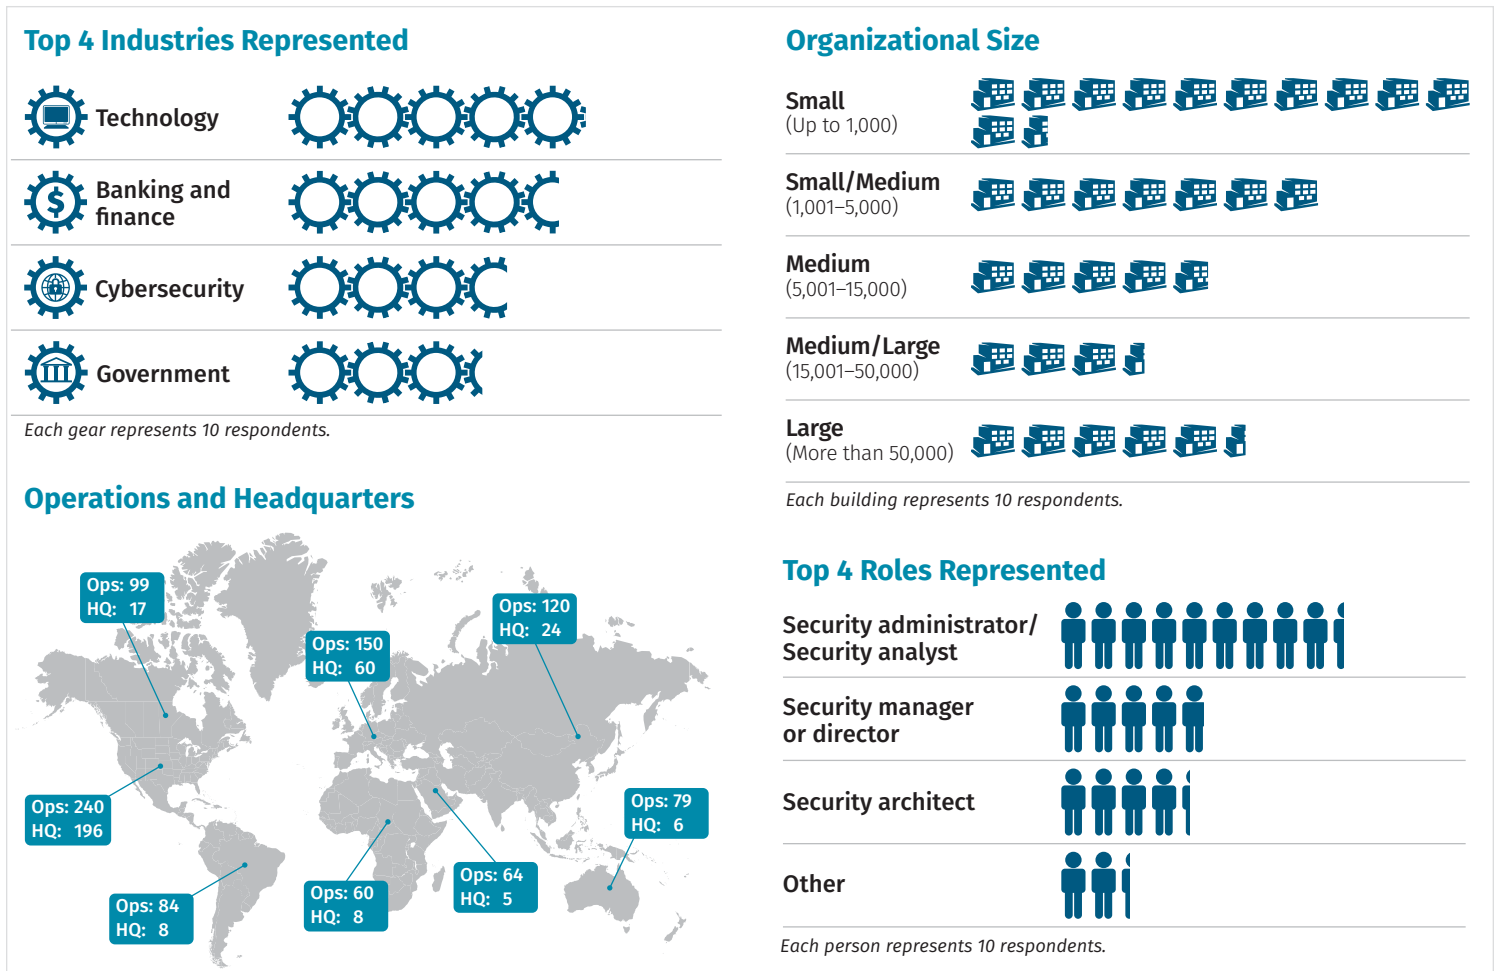 Top 4 Industries Represented
Technology
Banking and
finance
Cybersecurity
Government
Each gear represents 10 respondents.
Operations and Headquarters
Ops: 99
HQ: 17
Ops: 150
HQ: 60
Ops: 120
HQ: 24
Ops: 240
HQ: 196
Ops: 79
HQ: 6
Ops: 84
HQ: 8
Ops: 60
HQ: 8
Ops: 64
HQ: 5
Organizational Size
Small
(Up to 1,000)
Small/Medium
(1,001–5,000)
Medium
(5,001–15,000)
Medium/Large
(15,001–50,000)
Large
(More than 50,000)
Each building represents 10 respondents.
Top 4 Roles Represented
Security administrator/
Security analyst
Security manager
or director
Security architect
Other
Each person represents 10 respondents.